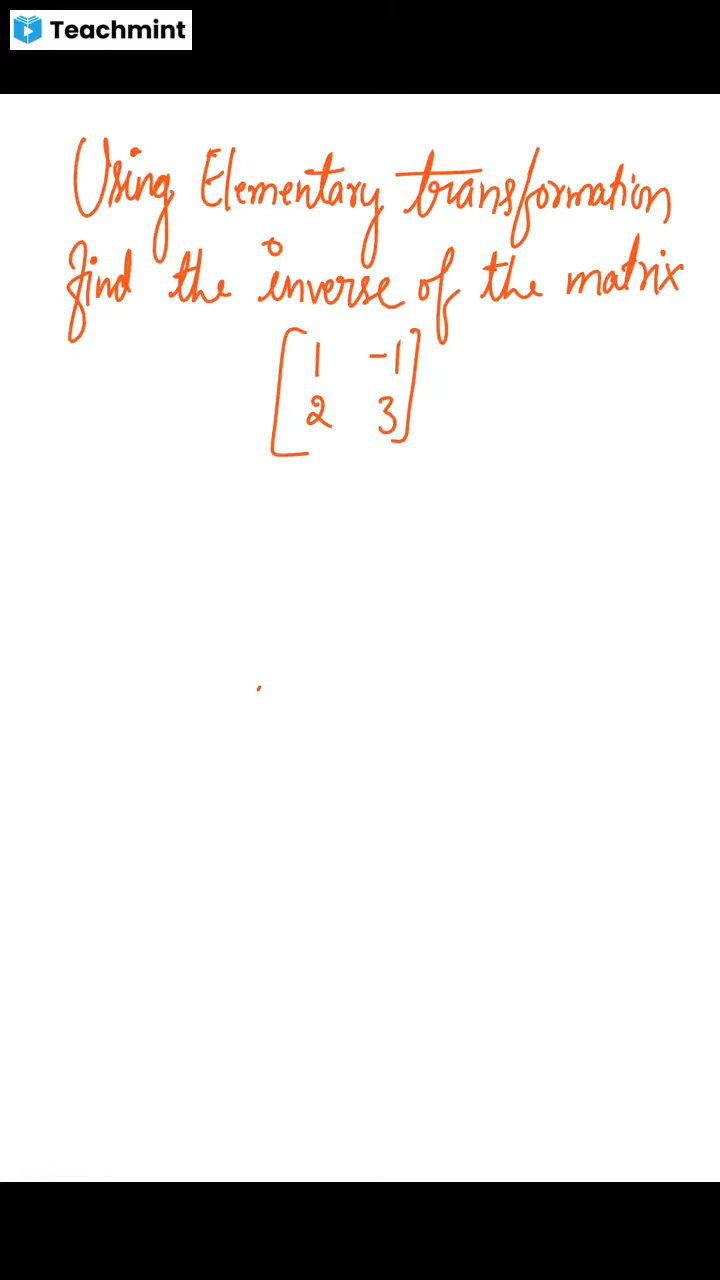 Teachmint
Using Elementary transformation
find the inverse of the matrix
1 -1
2 3